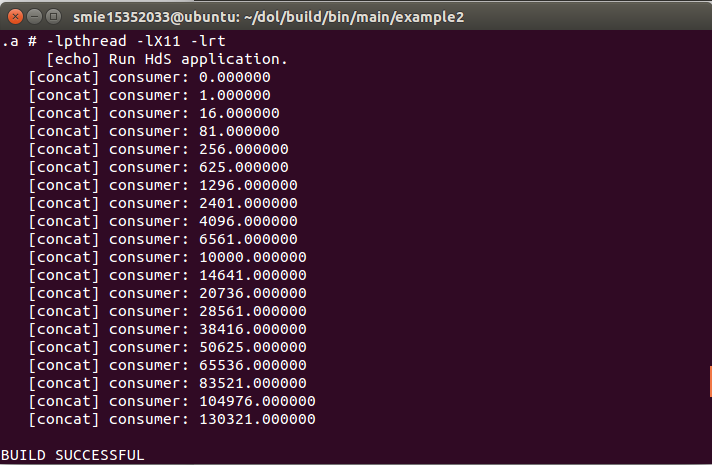 smie15352033@ubuntu: ~/dol/build/bin/main/example2
.a # -lpthread -lX11 -lrt
     [echo] Run HdS application.
   [concat] consumer: 0.000000
   [concat] consumer: 1.000000
   [concat] consumer: 16.000000
   [concat] consumer: 81.000000
   [concat] consumer: 256.000000
   [concat] consumer: 625.000000
   [concat] consumer: 1296.000000
   [concat] consumer: 2401.000000
   [concat] consumer: 4096.000000
   [concat] consumer: 6561.000000
   [concat] consumer: 10000.000000
   [concat] consumer: 14641.000000
   [concat] consumer: 20736.000000
   [concat] consumer: 28561.000000
   [concat] consumer: 38416.000000
   [concat] consumer: 50625.000000
   [concat] consumer: 65536.000000
   [concat] consumer: 83521.000000
   [concat] consumer: 104976.000000
   [concat] consumer: 130321.000000
BUILD SUCCESSFUL